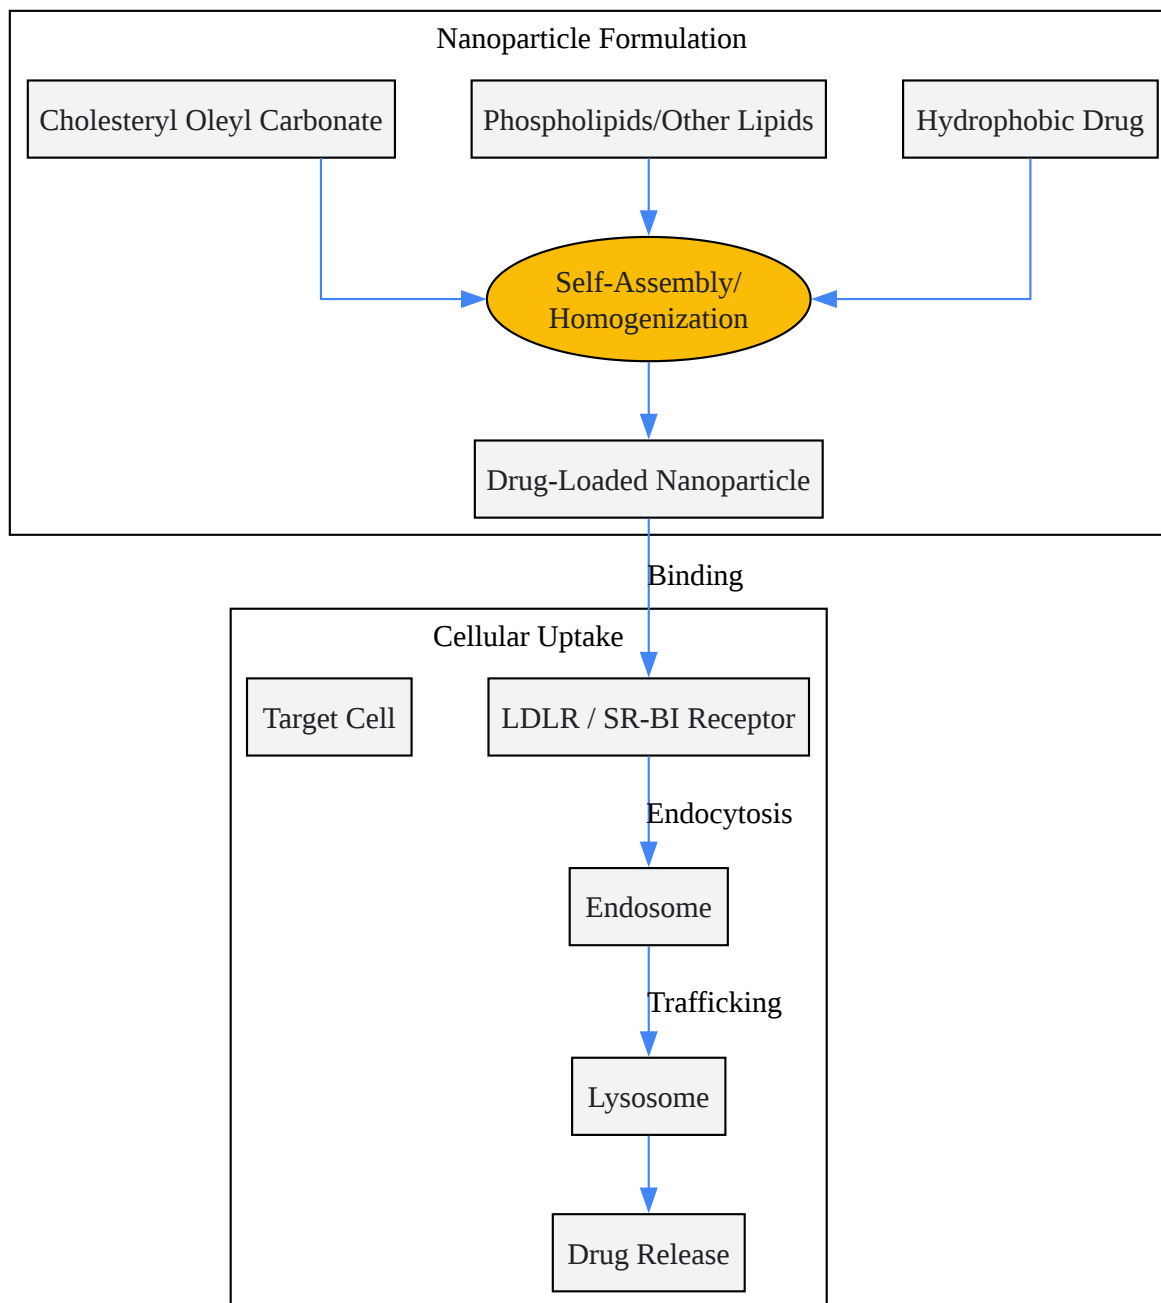 Nanoparticle Formulation
Cholesteryl Oleyl Carbonate
Phospholipids/Other Lipids
Hydrophobic Drug
Self-Assembly/
Homogenization
Drug-Loaded Nanoparticle
Binding
Cellular Uptake
Target Cell
LDLR / SR-BI Receptor
Endocytosis
Endosome
Trafficking
Lysosome
Drug Release